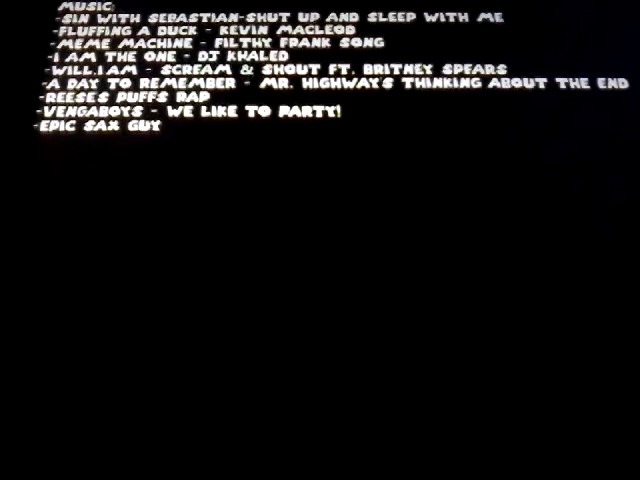 MUSIC:
-SIN WITH SEBASTIAN-SHUT UP AND SLEEP WITH ME
-FLUFFING A DUCK - KEVIN MACLEOD
-MEME MACHINE - FILTHY FRANK SONG
-I AM THE ONE - DJ KHALED
-WILL.I.AM - SCREAM & SHOUT FT. BRITNEY SPEARS
-A DAY TO REMEMBER - MR. HIGHWAY'S THINKING ABOUT THE END
-REESES PUFFS RAP
-VENGABOYS - WE LIKE TO PARTY!
-EPIC SAX GUY